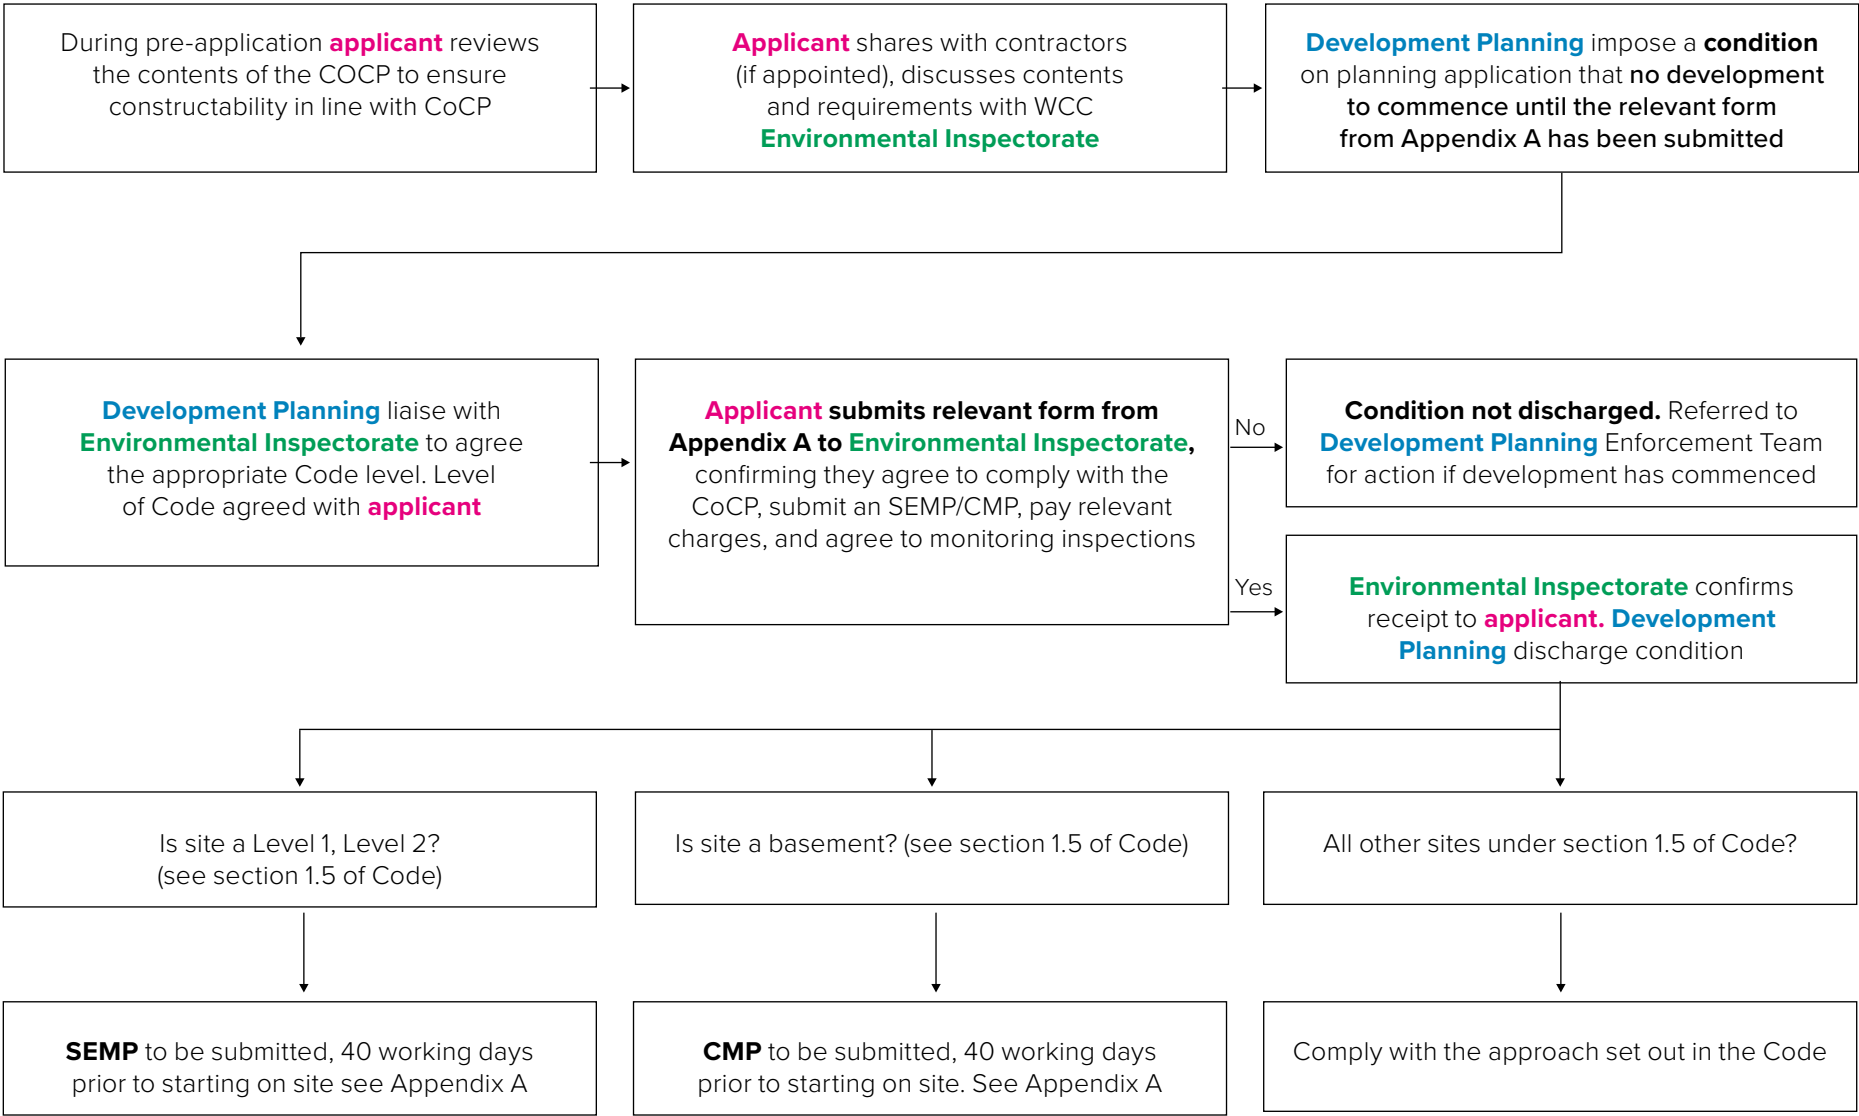 During pre-application applicant reviews
the contents of the COCP to ensure
constructability in line with CoCP
Applicant shares with contractors
(if appointed), discusses contents
and requirements with WCC
Environmental Inspectorate
Development Planning impose a condition
on planning application that no development
to commence until the relevant form
from Appendix A has been submitted
Development Planning liaise with
Environmental Inspectorate to agree
the appropriate Code level. Level
of Code agreed with applicant
Applicant submits relevant form from
Appendix A to Environmental Inspectorate,
confirming they agree to comply with the
CoCP, submit an SEMP/CMP, pay relevant
charges, and agree to monitoring inspections
No
Condition not discharged. Referred to
Development Planning Enforcement Team
for action if development has commenced
Yes
Environmental Inspectorate confirms
receipt to applicant. Development
Planning discharge condition
Is site a Level 1, Level 2?
(see section 1.5 of Code)
Is site a basement? (see section 1.5 of Code)
All other sites under section 1.5 of Code?
SEMP to be submitted, 40 working days
prior to starting on site see Appendix A
CMP to be submitted, 40 working days
prior to starting on site. See Appendix A
Comply with the approach set out in the Code